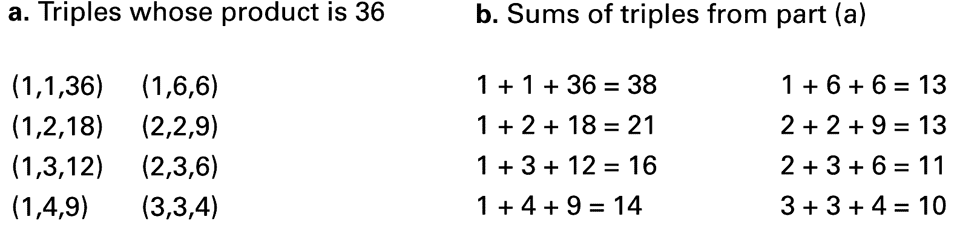 a. Triples whose product is 36
(1,1,36) (1,6,6)
(1,2,18) (2,2,9)
(1,3,12) (2,3,6)
(1,4,9) (3,3,4)
b. Sums of triples from part (a)
1 + 1 + 36 = 38 1 + 6 + 6 = 13
1 + 2 + 18 = 21 2 + 2 + 9 = 13
1 + 3 + 12 = 16 2 + 3 + 6 = 11
1 + 4 + 9 = 14 3 + 3 + 4 = 10